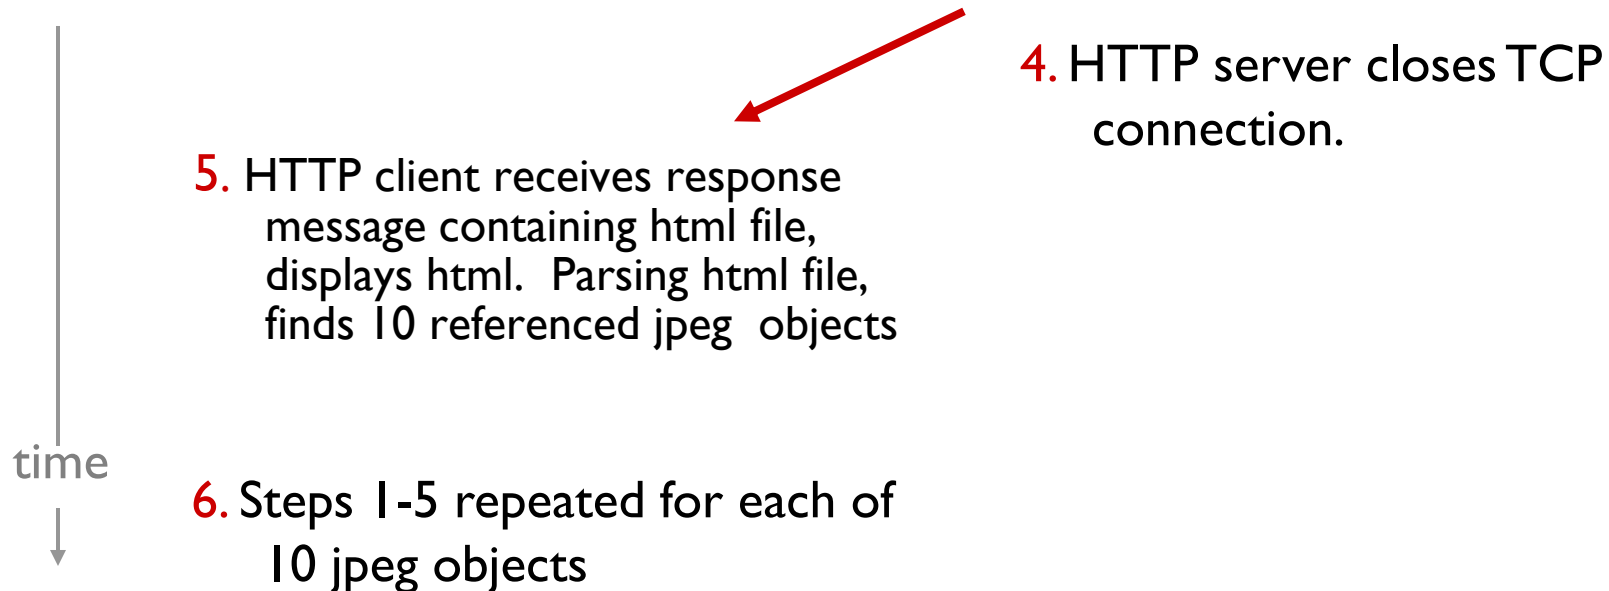 4. HTTP server closes TCP
connection.
5. HTTP client receives response
message containing html file,
displays html.  Parsing html file,
finds 10 referenced jpeg  objects
time
6. Steps 1-5 repeated for each of
10 jpeg objects